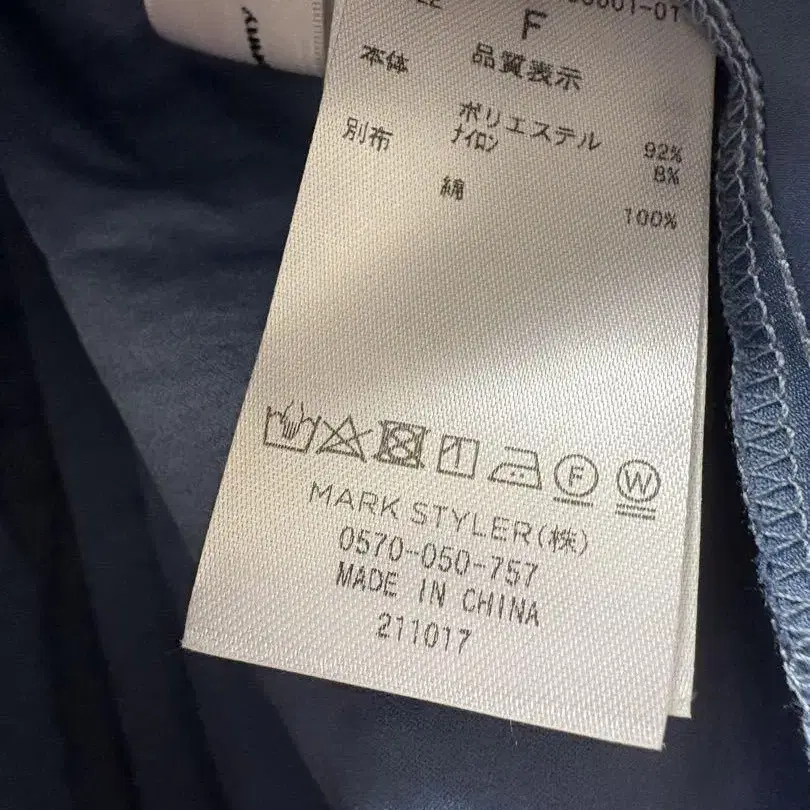 F
品質表示
本体
ポリエステル 92%
ナイロン 8%
別布
綿 100%
F W
MARK STYLER(株)
0570-050-757
MADE IN CHINA
211017